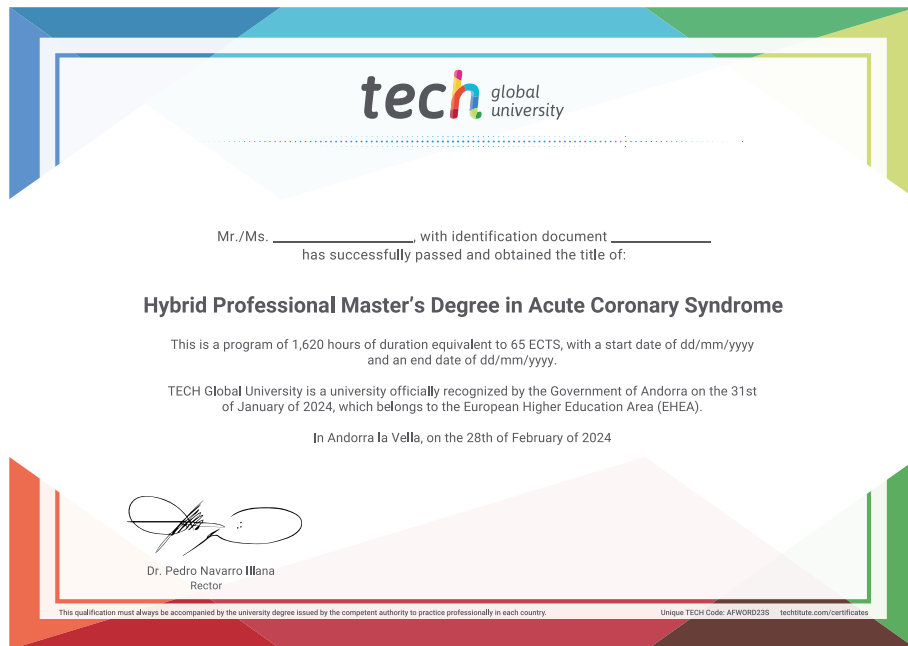 tech global university
Mr./Ms. ________________, with identification document ___________
has successfully passed and obtained the title of:
Hybrid Professional Master's Degree in Acute Coronary Syndrome
This is a program of 1,620 hours of duration equivalent to 65 ECTS, with a start date of dd/mm/yyyy
and an end date of dd/mm/yyyy.
TECH Global University is a university officially recognized by the Government of Andorra on the 31st
of January of 2024, which belongs to the European Higher Education Area (EHEA).
In Andorra la Vella, on the 28th of February of 2024
Dr. Pedro Navarro Illana
Rector
This qualification must always be accompanied by the university degree issued by the competent authority to practice professionally in each country. Unique TECH Code: AFWORD23S techtitute.com/certificates